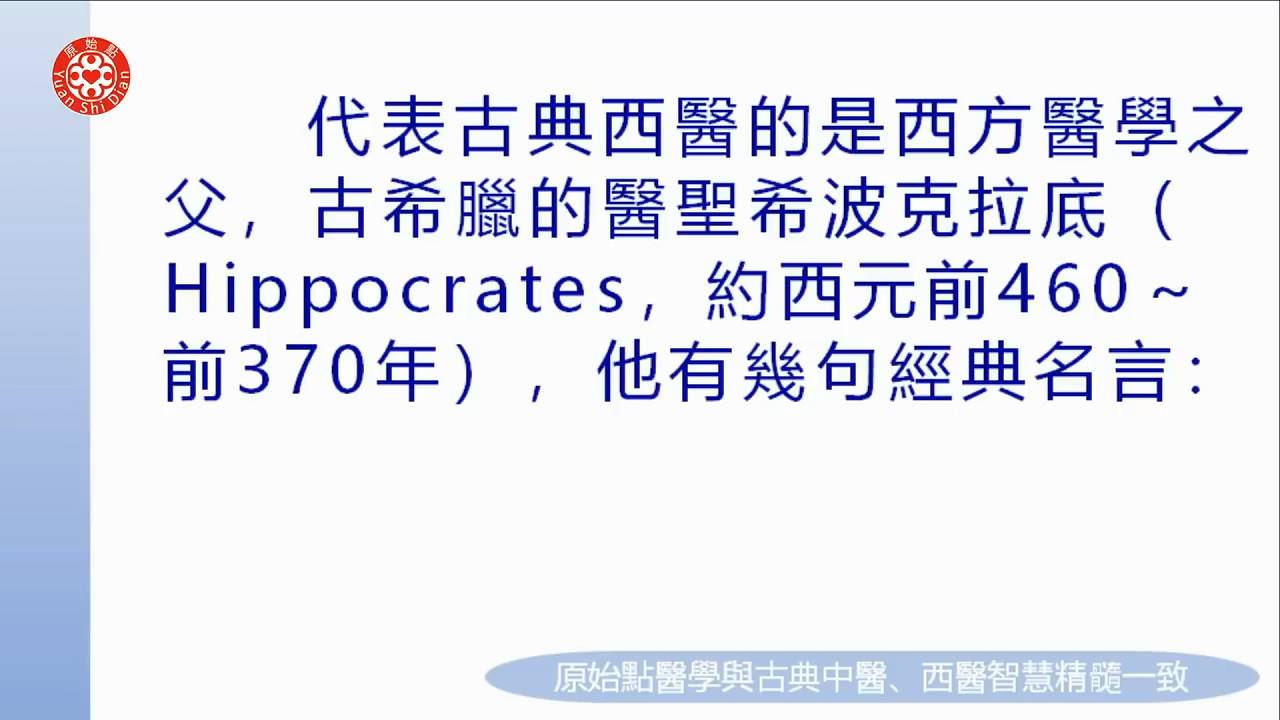 原始點
Yuan Shi Dian
代表古典西醫的是西方醫學之
父，古希臘的醫聖希波克拉底（
Hippocrates，約西元前460～
前370年），他有幾句經典名言：
原始點醫學與古典中醫、西醫智慧精髓一致